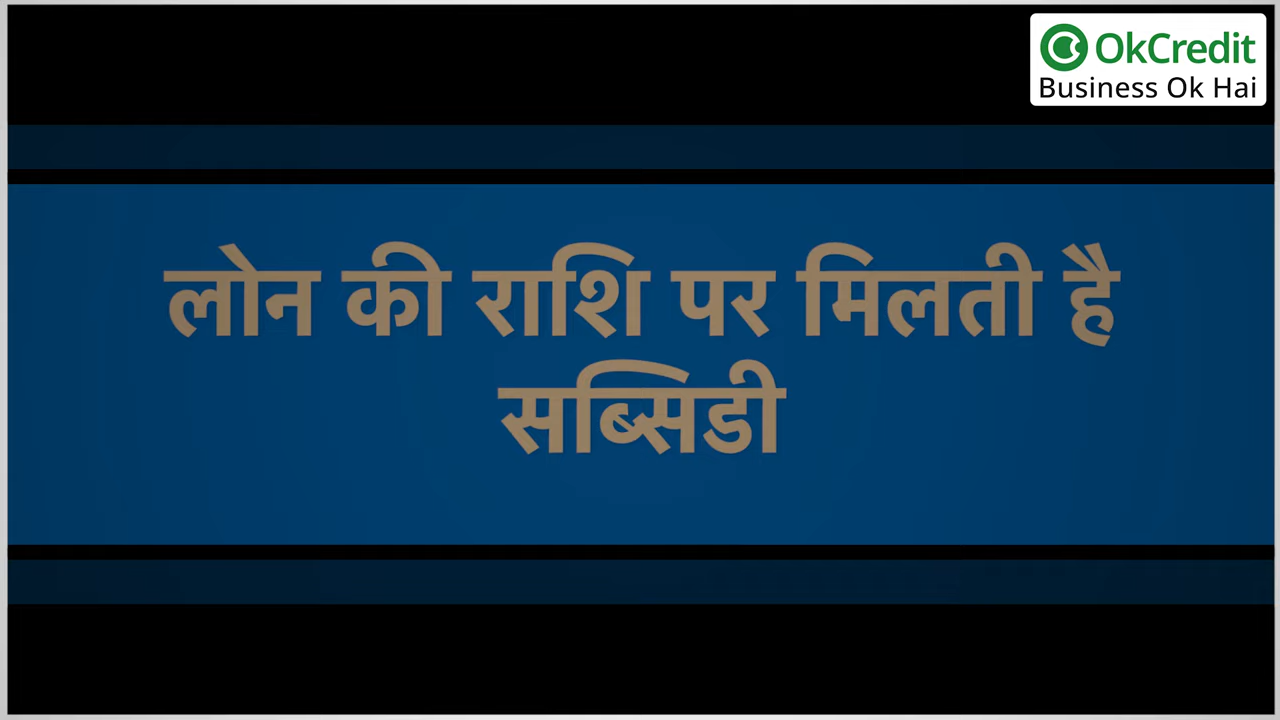 OkCredit
Business Ok Hai
लोन की राशि पर मिलती है
सब्सिडी